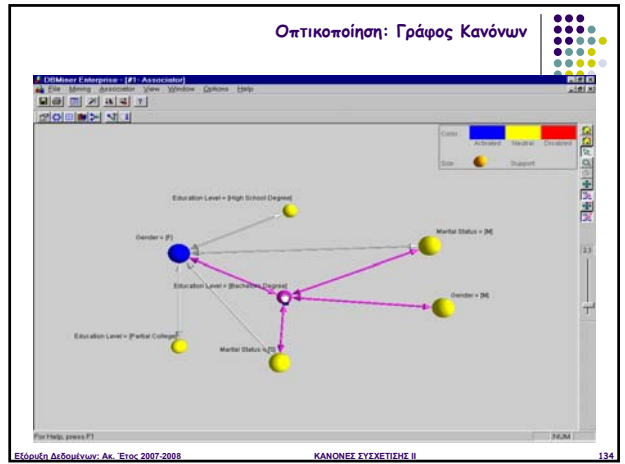 Οπτικοποίηση: Γράφος Κανόνων
DBMiner Enterprise - [#1- Associator]
File Mining Associator View Window Options Help
Color
Activated Neutral Disabled
Size Support
Education Level = [High School Degree]
Gender = [F]
Marital Status = [M]
Education Level = [Bachelors Degree]
Gender = [M]
Education Level = [Partial College]
Marital Status = [S]
For Help, press F1
NUM
Εξόρυξη Δεδομένων: Ακ. Έτος 2007-2008 ΚΑΝΟΝΕΣ ΣΥΣΧΕΤΙΣΗΣ II 134